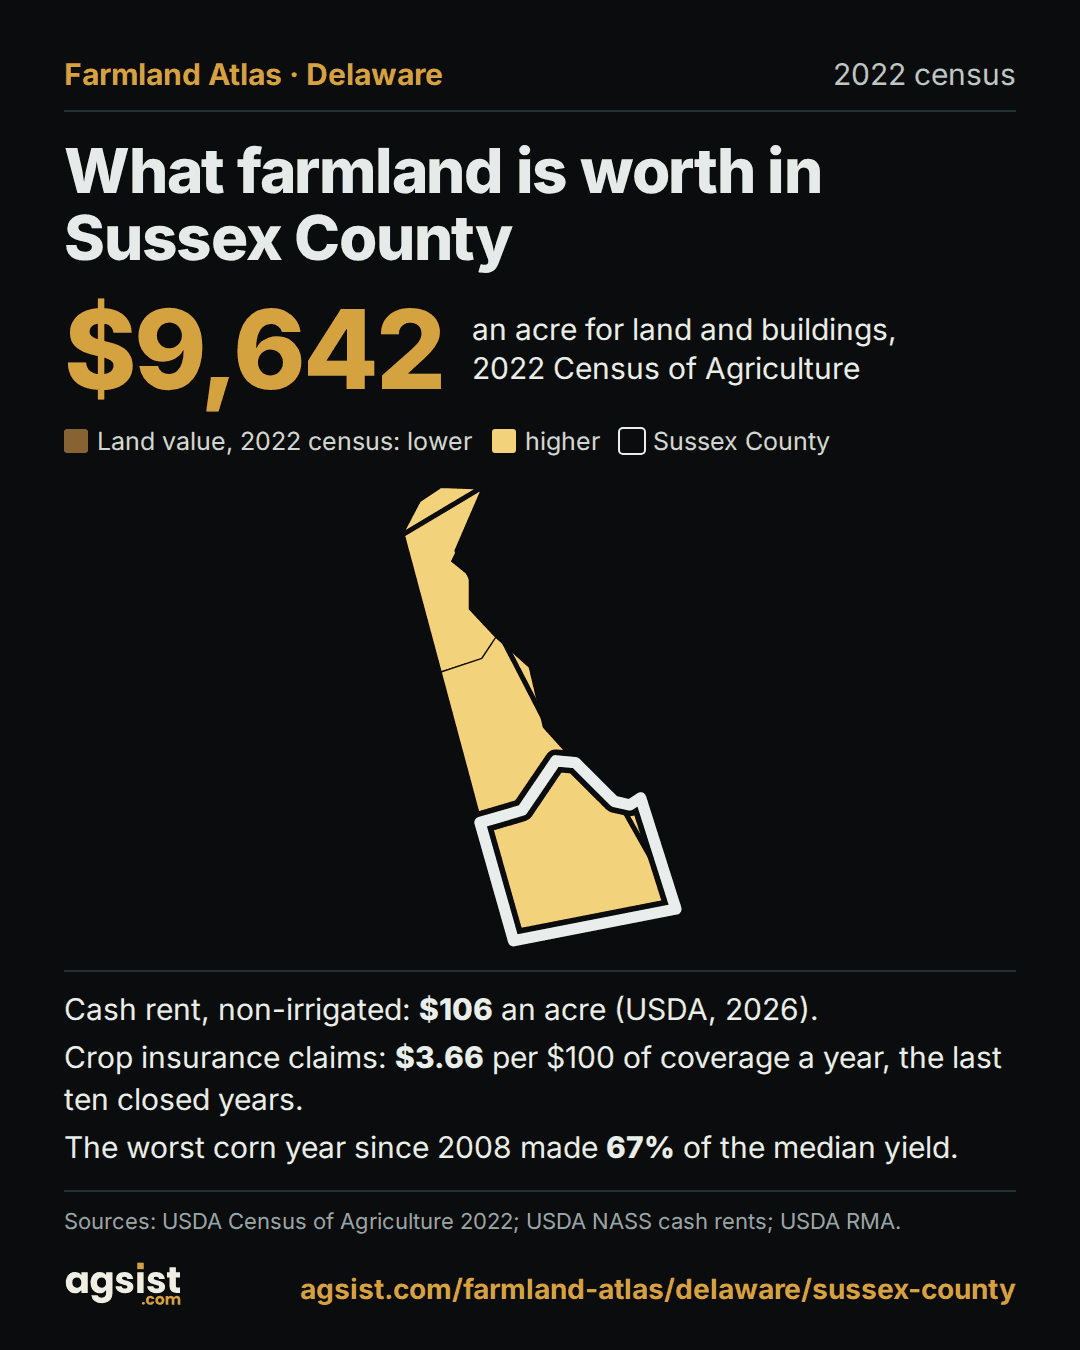 Farmland Atlas · Delaware
2022 census
What farmland is worth in
Sussex County
$9,642
an acre for land and buildings,
2022 Census of Agriculture
Land value, 2022 census: lower
higher
Sussex County
Cash rent, non-irrigated: $106 an acre (USDA, 2026).
Crop insurance claims: $3.66 per $100 of coverage a year, the last
ten closed years.
The worst corn year since 2008 made 67% of the median yield.
Sources: USDA Census of Agriculture 2022; USDA NASS cash rents; USDA RMA.
agsist
.com
agsist.com/farmland-atlas/delaware/sussex-county